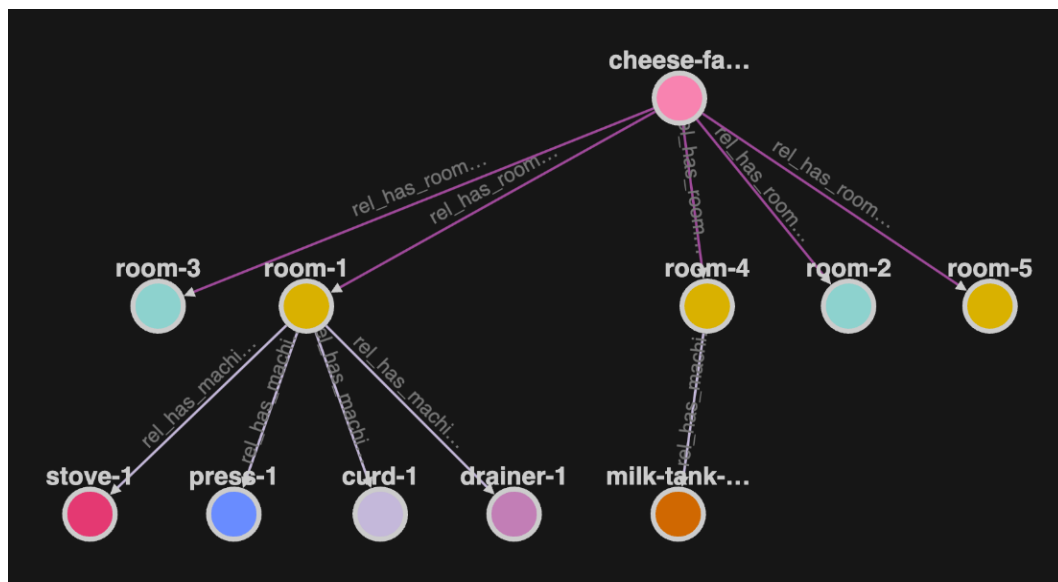 cheese-fa...
rel_has_room...
rel_has_room...
rel_has_room...
rel_has_room...
rel_has_room...
room-3
room-1
room-4
room-2
room-5
rel_has_machi...
rel_has_machi
rel_has_machi
rel_has_machi...
rel_has_machi
stove-1
press-1
curd-1
drainer-1
milk-tank-...